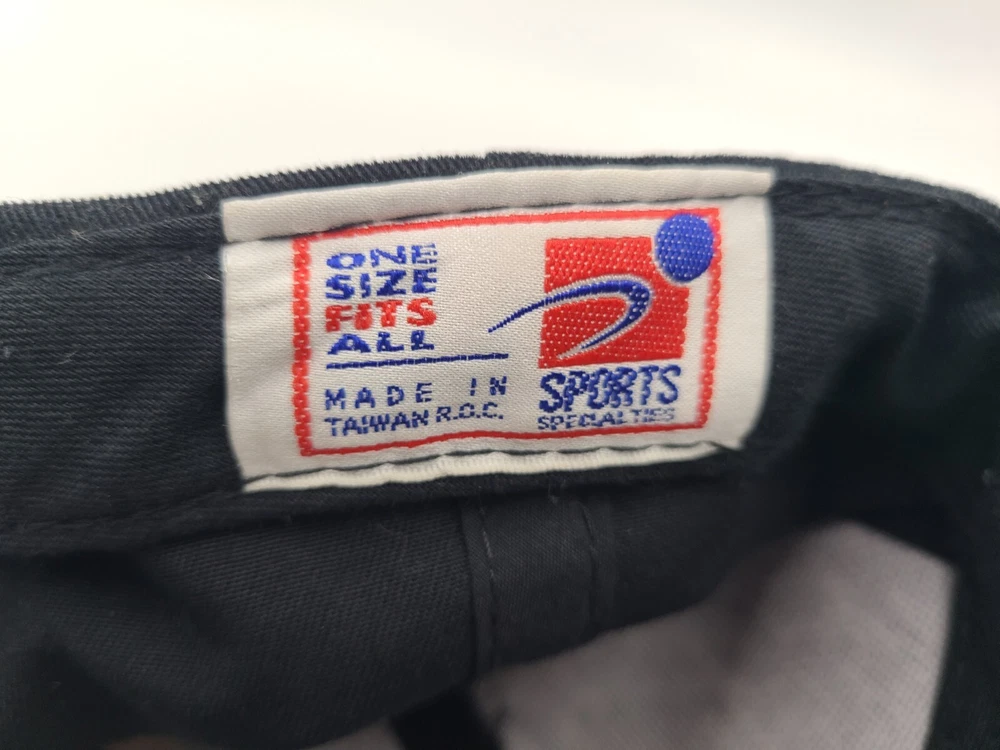 ONE
SIZE
FITS
ALL
MADE IN
TAIWAN R.O.C.
SPORTS
SPECIALTIES